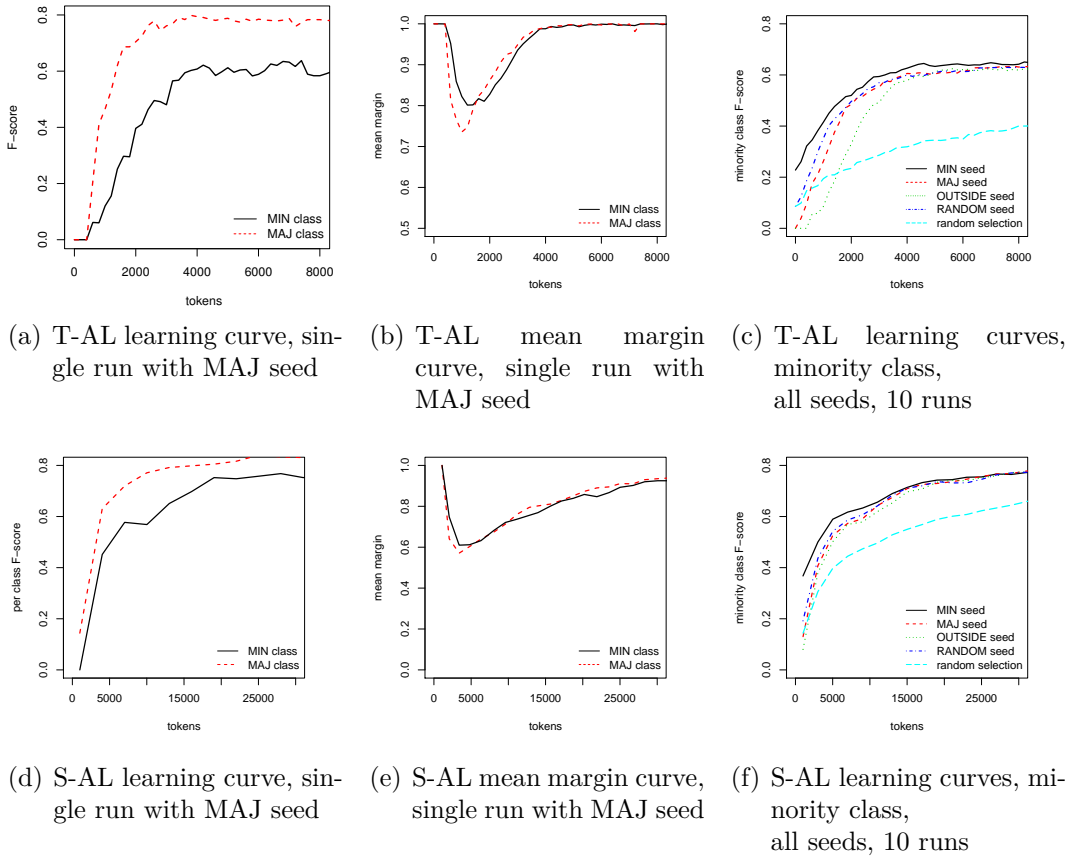 F−score
0.0 0.2 0.4 0.6 0.8
0 2000 4000 6000 8000
tokens
MIN class
MAJ class
mean margin
0.5 0.6 0.7 0.8 0.9 1.0
0 2000 4000 6000 8000
tokens
MIN class
MAJ class
minority class F−score
0.0 0.2 0.4 0.6 0.8
0 2000 4000 6000 8000
tokens
MIN seed
MAJ seed
OUTSIDE seed
RANDOM seed
random selection
(a) T-AL learning curve, sin-
gle run with MAJ seed
(b) T-AL mean margin
curve, single run with
MAJ seed
(c) T-AL learning curves,
minority class,
all seeds, 10 runs
per class F−score
0.0 0.2 0.4 0.6 0.8
0 5000 15000 25000
tokens
MIN class
MAJ class
mean margin
0.0 0.2 0.4 0.6 0.8 1.0
0 5000 15000 25000
tokens
MIN class
MAJ class
minority class F−score
0.0 0.2 0.4 0.6 0.8
0 5000 15000 25000
tokens
MIN seed
MAJ seed
OUTSIDE seed
RANDOM seed
random selection
(d) S-AL learning curve, sin-
gle run with MAJ seed
(e) S-AL mean margin curve,
single run with MAJ seed
(f) S-AL learning curves, mi-
nority class,
all seeds, 10 runs